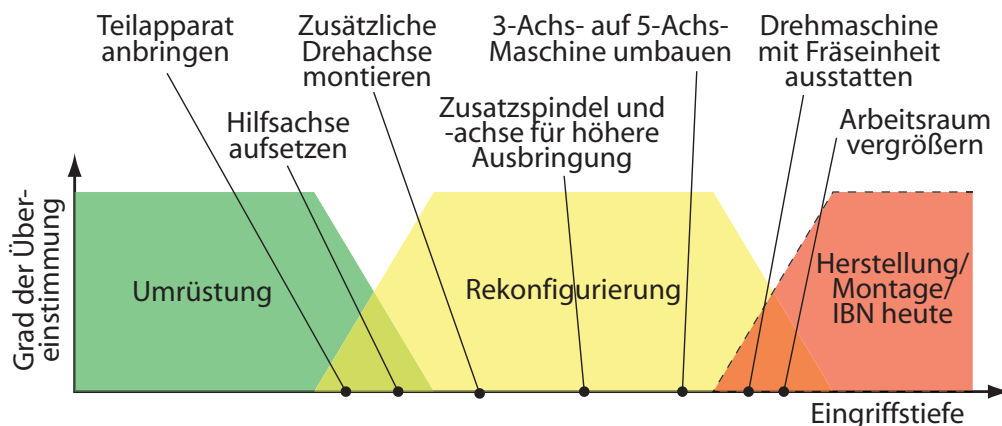 Teilapparat
anbringen
Zusätzliche
Drehachse
montieren
3-Achs- auf 5-Achs-
Maschine umbauen
Drehmaschine
mit Fräseinheit
ausstatten
Hilfsachse
aufsetzen
Zusatzspindel und
-achse für höhere
Ausbringung
Arbeitsraum
vergrößern
Grad der Über-
einstimmung
Umrüstung
Rekonfigurierung
Herstellung/
Montage/
IBN heute
Eingriffstiefe